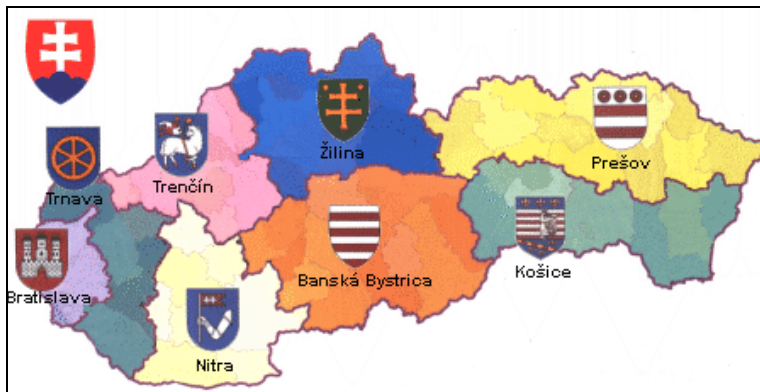 Žilina
Prešov
Trenčín
Trnava
Košice
Banská Bystrica
Bratislava
Nitra